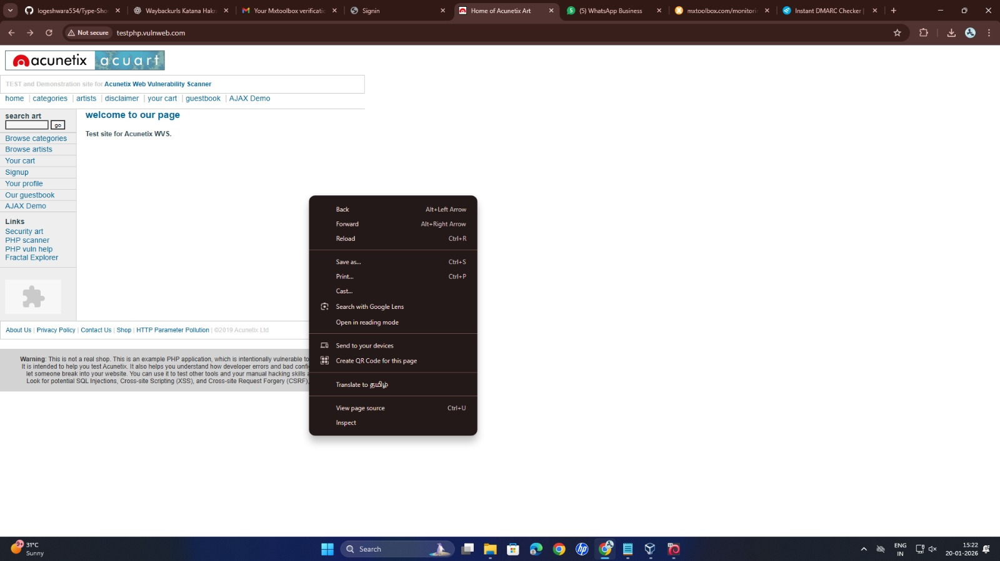 logeshwara554/Type-Sho
Waybackurls Katana Hakr
Your Mxtoolbox verificatio
Signin
Home of Acunetix Art
(5) WhatsApp Business
mxtoolbox.com/monitorin
Instant DMARC Checker |
Not secure
testphp.vulnweb.com
acunetix acuart
TEST and Demonstration site for Acunetix Web Vulnerability Scanner
home | categories | artists | disclaimer | your cart | guestbook | AJAX Demo
search art
go
Browse categories
Browse artists
Your cart
Signup
Your profile
Our guestbook
AJAX Demo
Links
Security art
PHP scanner
PHP vuln help
Fractal Explorer
welcome to our page
Test site for Acunetix WVS.
Back Alt+Left Arrow
Forward Alt+Right Arrow
Reload Ctrl+R
Save as... Ctrl+S
Print... Ctrl+P
Cast...
Search with Google Lens
Open in reading mode
Send to your devices
Create QR Code for this page
Translate to தமிழ்
View page source Ctrl+U
Inspect
About Us | Privacy Policy | Contact Us | Shop | HTTP Parameter Pollution | ©2019 Acunetix Ltd
Warning: This is not a real shop. This is an example PHP application, which is intentionally vulnerable to
It is intended to help you test Acunetix. It also helps you understand how developer errors and bad confi
let someone break into your website. You can use it to test other tools and your manual hacking skills a
Look for potential SQL Injections, Cross-site Scripting (XSS), and Cross-site Request Forgery (CSRF),
9+
31°C
Sunny
Search
hp
ENG
IN
15:22
20-01-2026